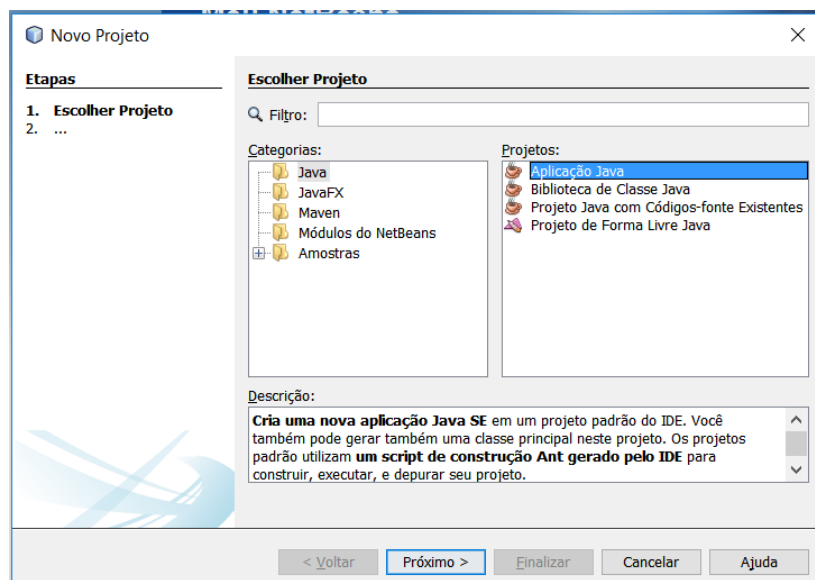 Novo Projeto
Etapas
1. Escolher Projeto
2. ...
Escolher Projeto
Filtro:
Categorias:
Java
JavaFX
Maven
Módulos do NetBeans
Amostras
Projetos:
Aplicação Java
Biblioteca de Classe Java
Projeto Java com Códigos-fonte Existentes
Projeto de Forma Livre Java
Descrição:
Cria uma nova aplicação Java SE em um projeto padrão do IDE. Você
também pode gerar também uma classe principal neste projeto. Os projetos
padrão utilizam um script de construção Ant gerado pelo IDE para
construir, executar, e depurar seu projeto.
< Voltar
Próximo >
Finalizar
Cancelar
Ajuda